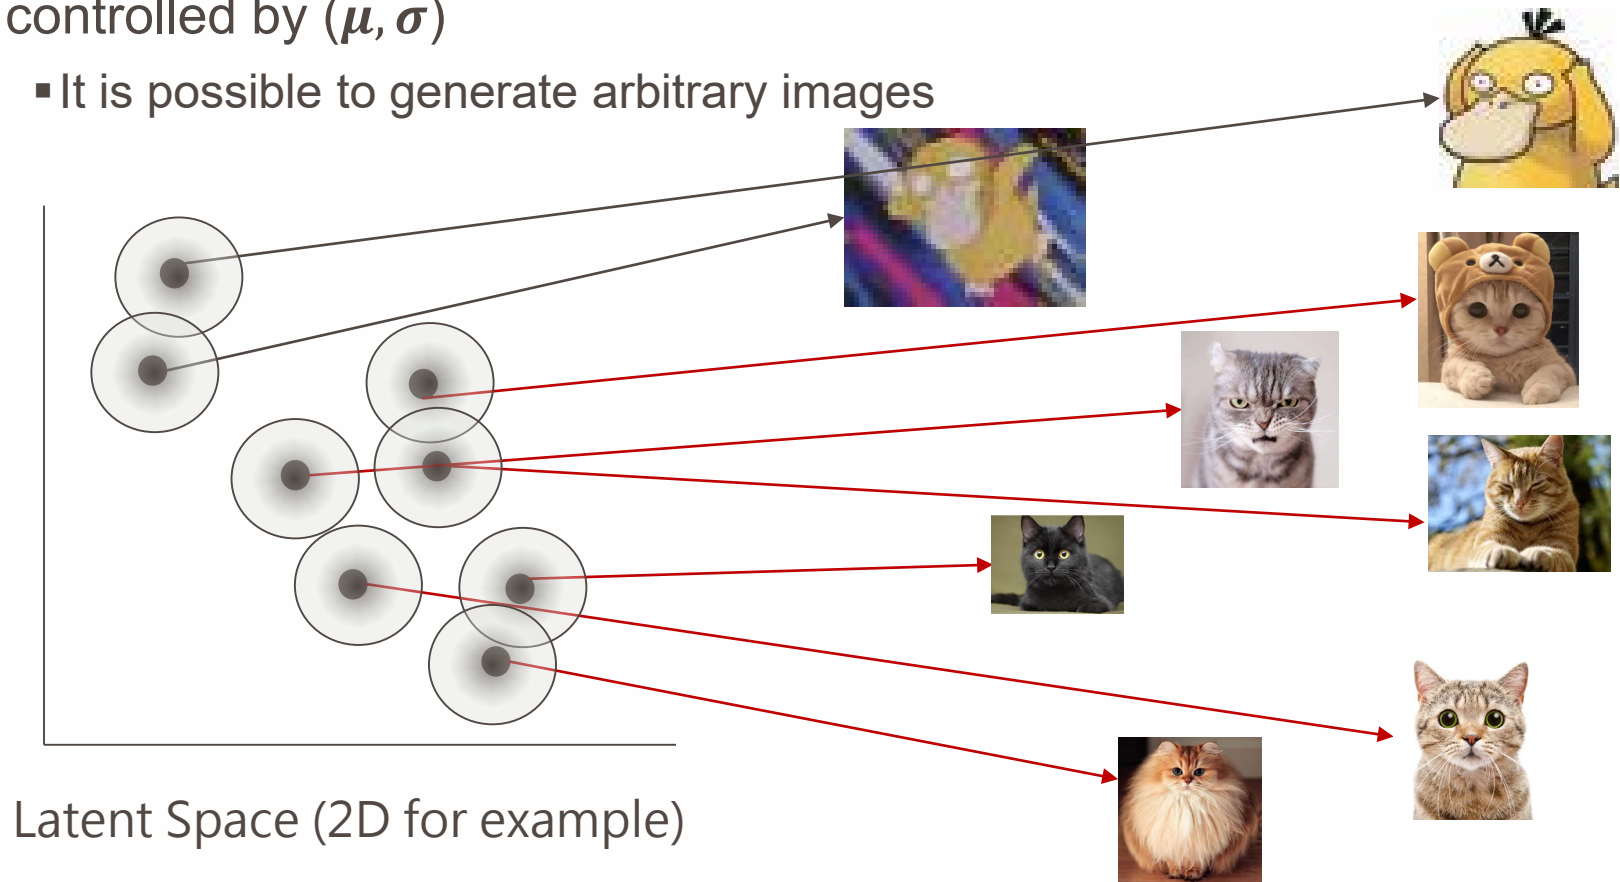 controlled by (𝝁, 𝝈)
▪ It is possible to generate arbitrary images
Latent Space (2D for example)